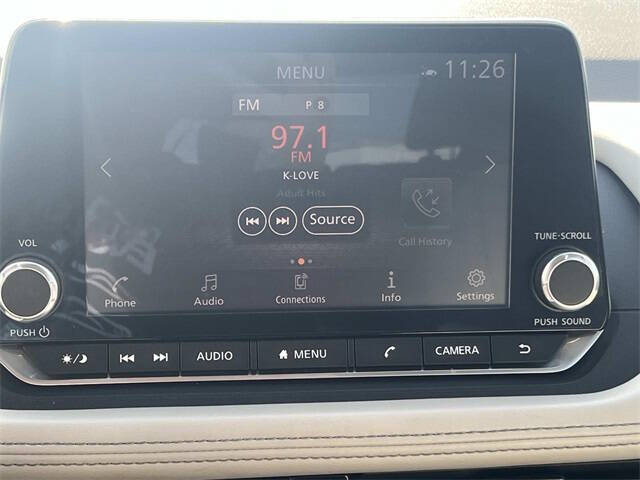 MENU 11:26
FM P 8
97.1
FM
K-LOVE
Adult Hits
Source
Call History
VOL
TUNE·SCROLL
Phone Audio Connections Info Settings
PUSH
PUSH SOUND
AUDIO MENU CAMERA